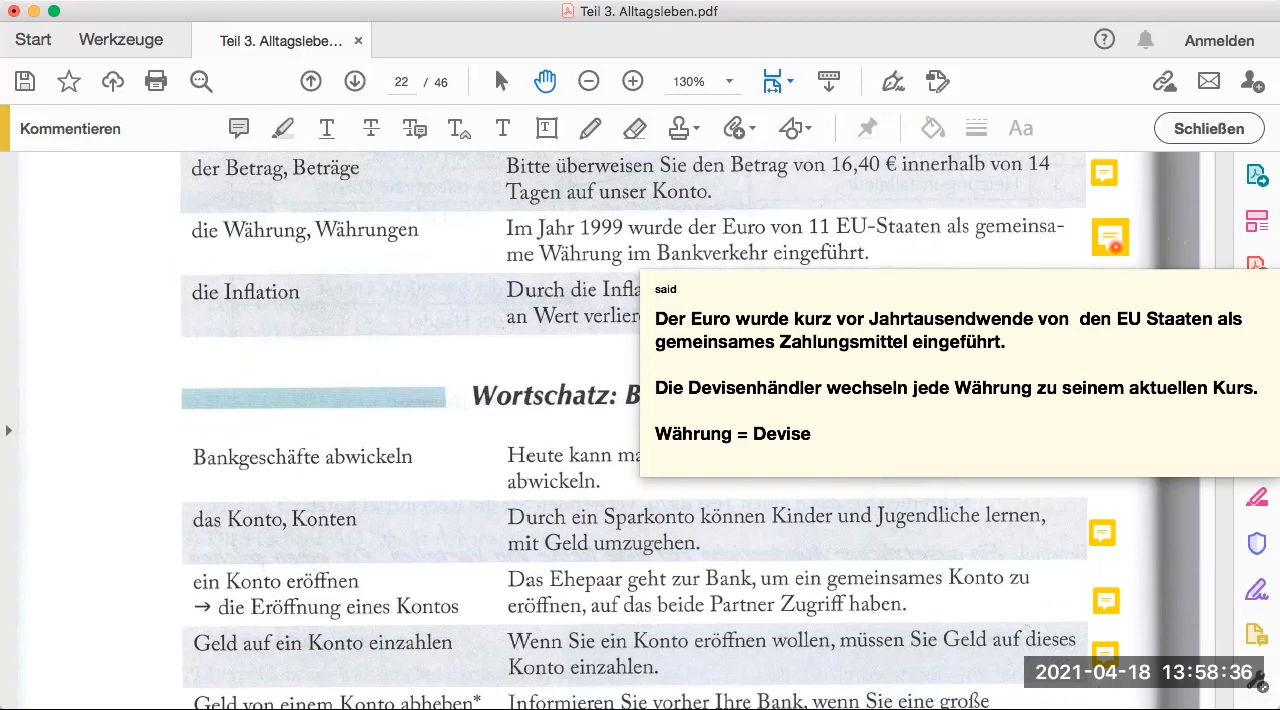 Teil 3. Alltagsleben.pdf
Start
Werkzeuge
Teil 3. Alltagslebe...
Anmelden
22 / 46
130%
Kommentieren
Aa
Schließen
der Betrag, Beträge
Bitte überweisen Sie den Betrag von 16,40 € innerhalb von 14
Tagen auf unser Konto.
die Währung, Währungen
Im Jahr 1999 wurde der Euro von 11 EU-Staaten als gemeinsa-
me Währung im Bankverkehr eingeführt.
die Inflation
Durch die Infla
an Wert verlier
said
Der Euro wurde kurz vor Jahrtausendwende von den EU Staaten als
gemeinsames Zahlungsmittel eingeführt.
Die Devisenhändler wechseln jede Währung zu seinem aktuellen Kurs.
Währung = Devise
Wortschatz: B
Bankgeschäfte abwickeln
Heute kann ma
abwickeln.
das Konto, Konten
Durch ein Sparkonto können Kinder und Jugendliche lernen,
mit Geld umzugehen.
ein Konto eröffnen
→ die Eröffnung eines Kontos
Das Ehepaar geht zur Bank, um ein gemeinsames Konto zu
eröffnen, auf das beide Partner Zugriff haben.
Geld auf ein Konto einzahlen
Wenn Sie ein Konto eröffnen wollen, müssen Sie Geld auf dieses
Konto einzahlen.
Geld von einem Konto abheben*
Informieren Sie vorher Ihre Bank, wenn Sie eine große
2021-04-18 13:58:36